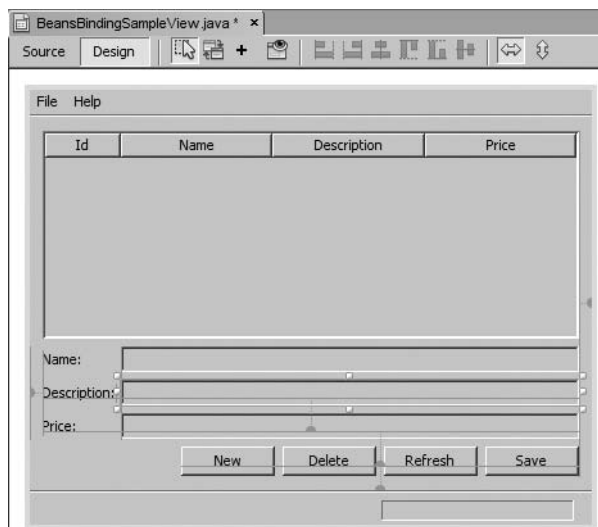 BeansBindingSampleView.java * ×
Source Design
File Help
Id Name Description Price
Name:
Description:
Price:
New Delete Refresh Save